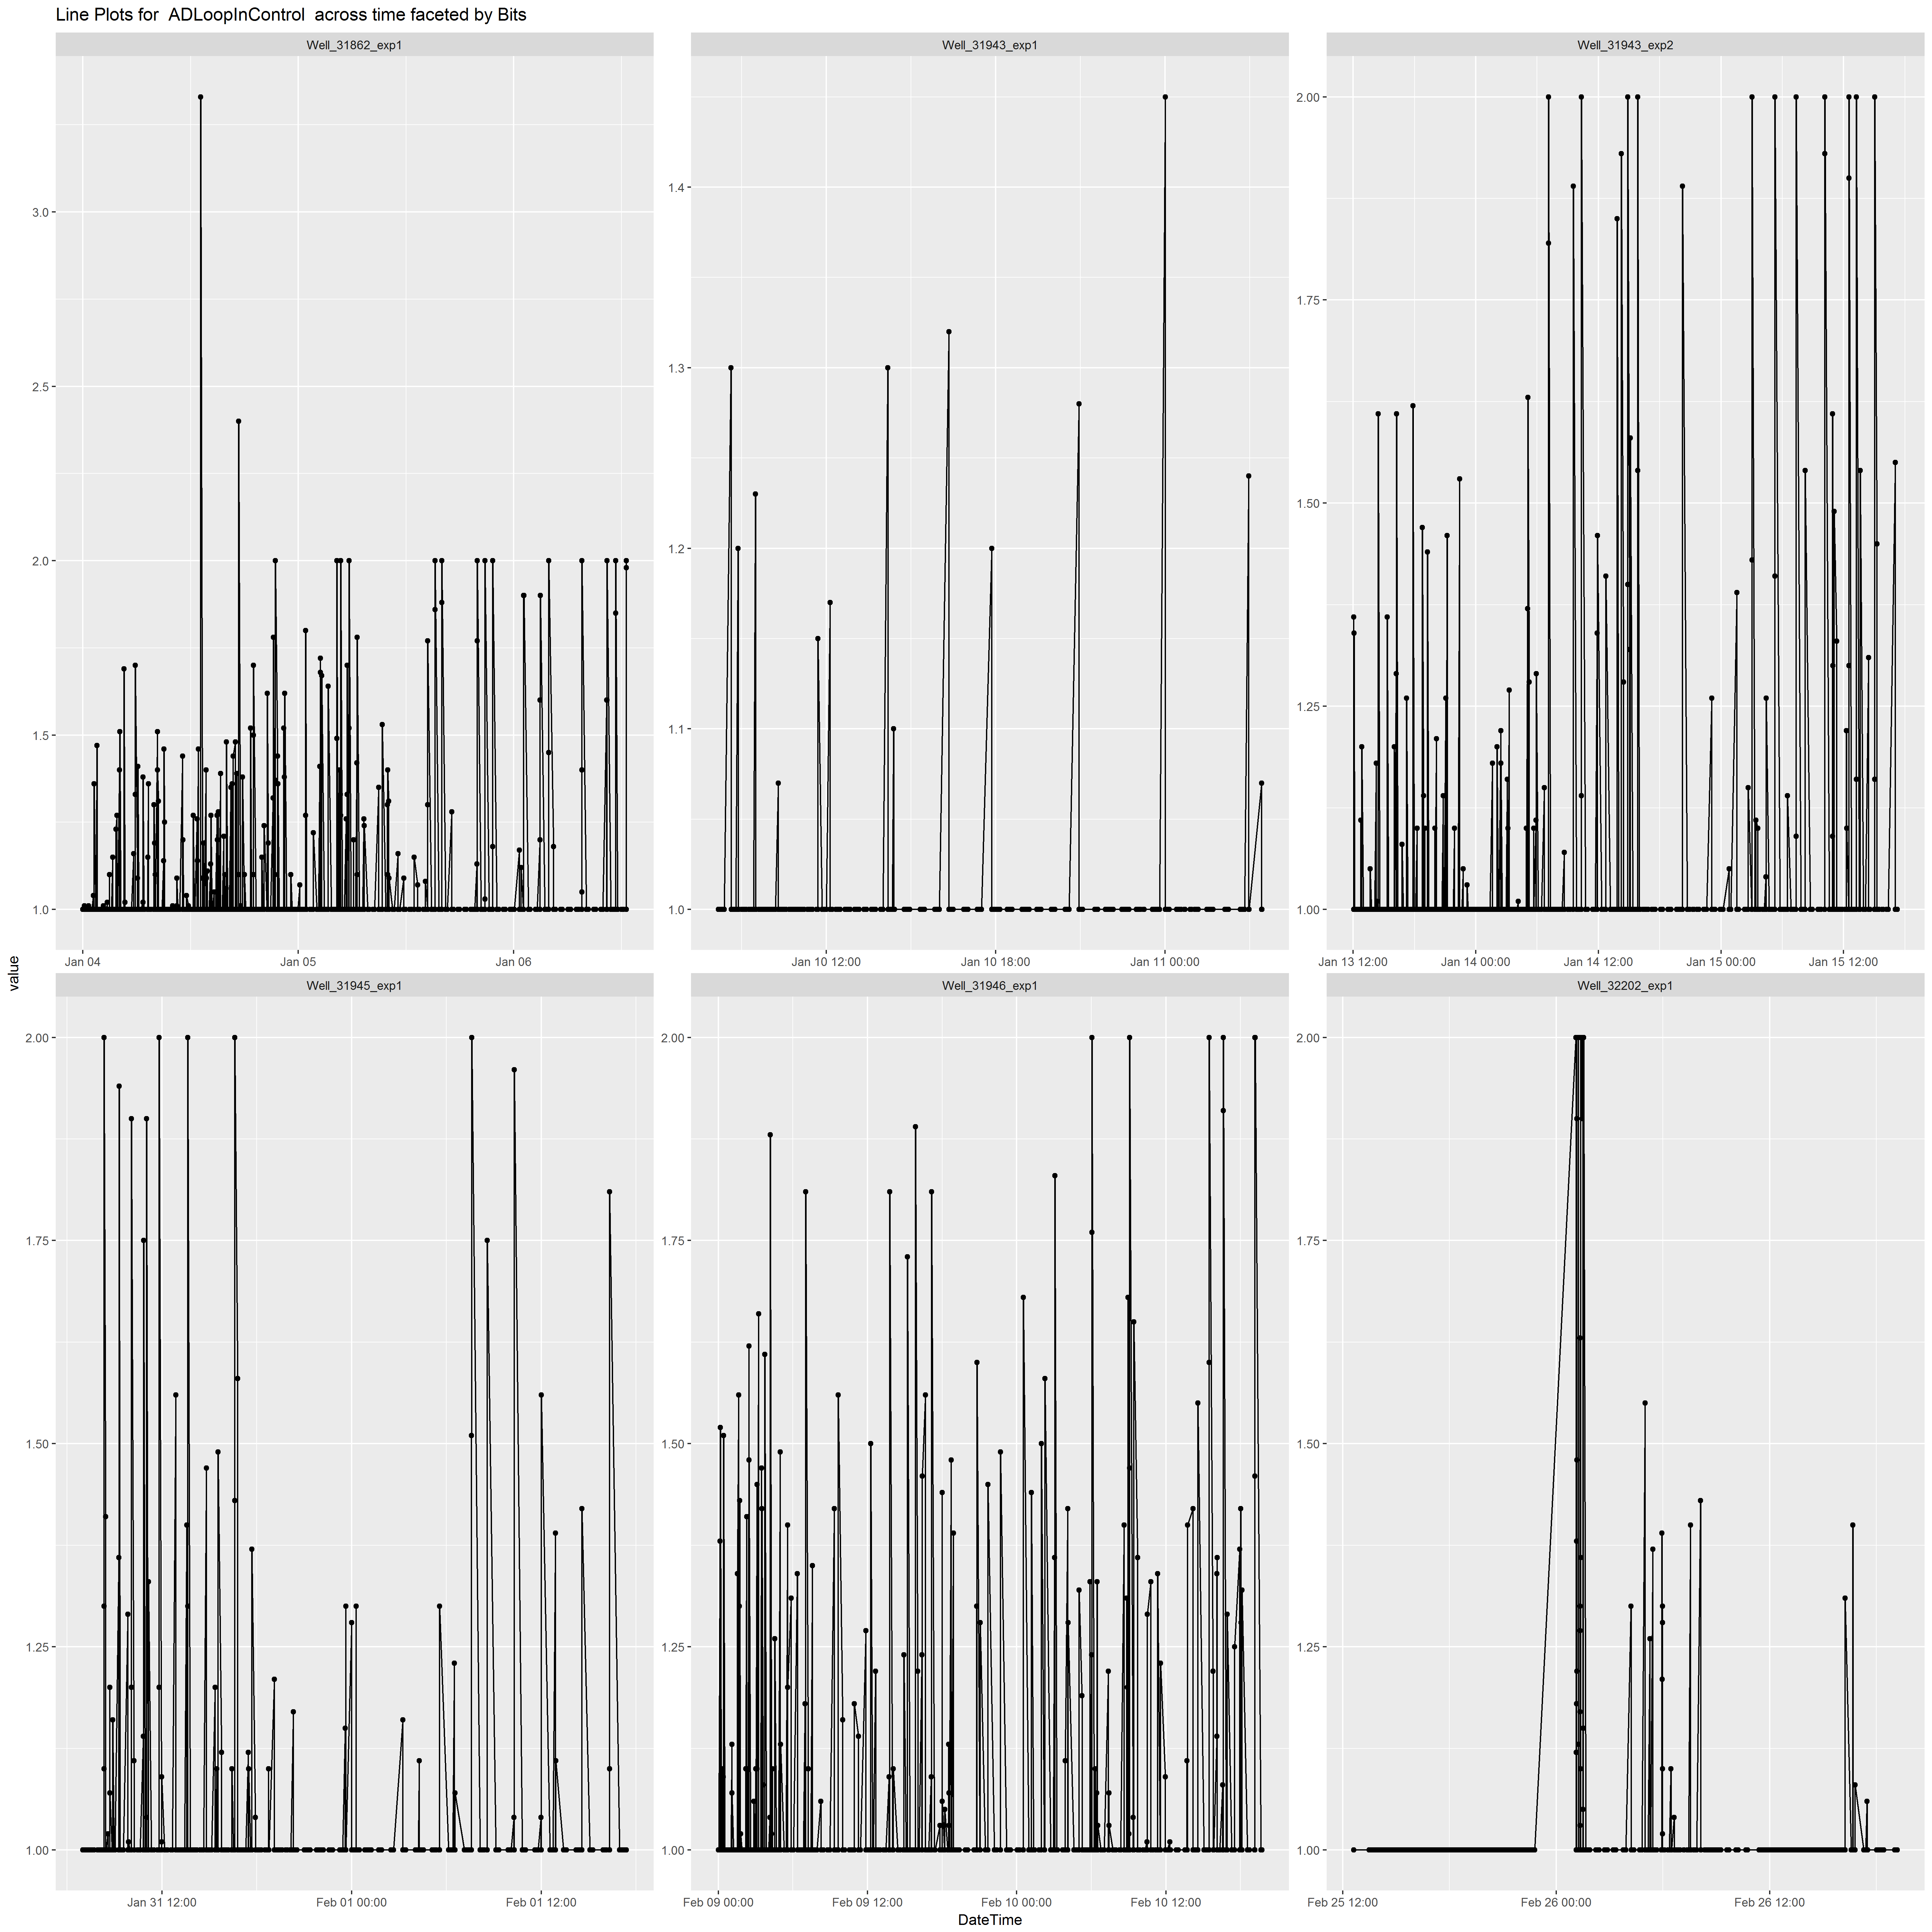 Line Plots for  ADLoopInControl  across time faceted by Bits
Well_31862_exp1
Well_31943_exp1
Well_31943_exp2
3.0
2.5
2.0
1.5
1.0
1.4
1.3
1.2
1.1
1.0
2.00
1.75
1.50
1.25
1.00
Jan 04
Jan 05
Jan 06
Jan 10 12:00
Jan 10 18:00
Jan 11 00:00
Jan 13 12:00
Jan 14 00:00
Jan 14 12:00
Jan 15 00:00
Jan 15 12:00
value
Well_31945_exp1
Well_31946_exp1
Well_32202_exp1
2.00
1.75
1.50
1.25
1.00
2.00
1.75
1.50
1.25
1.00
2.00
1.75
1.50
1.25
1.00
Jan 31 12:00
Feb 01 00:00
Feb 01 12:00
Feb 09 00:00
Feb 09 12:00
Feb 10 00:00
Feb 10 12:00
Feb 25 12:00
Feb 26 00:00
Feb 26 12:00
DateTime